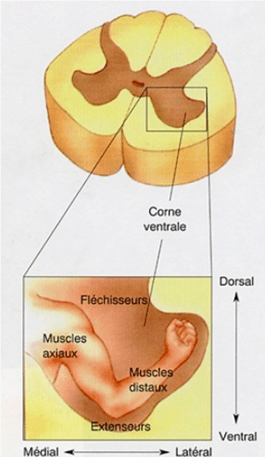 Corne
ventrale
Dorsal
Fléchisseurs
Muscles
axiaux
Muscles
distaux
Extenseurs
Ventral
Médial
Latéral